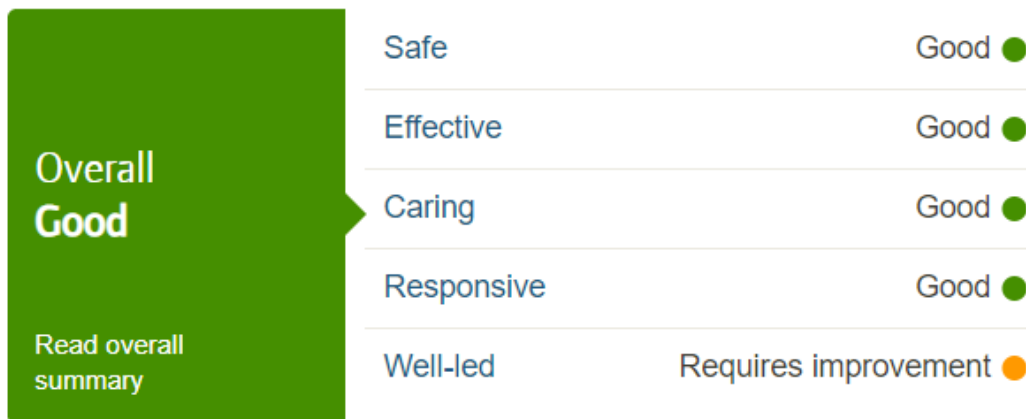 Overall
Good
Read overall
summary
Safe Good
Effective Good
Caring Good
Responsive Good
Well-led Requires improvement